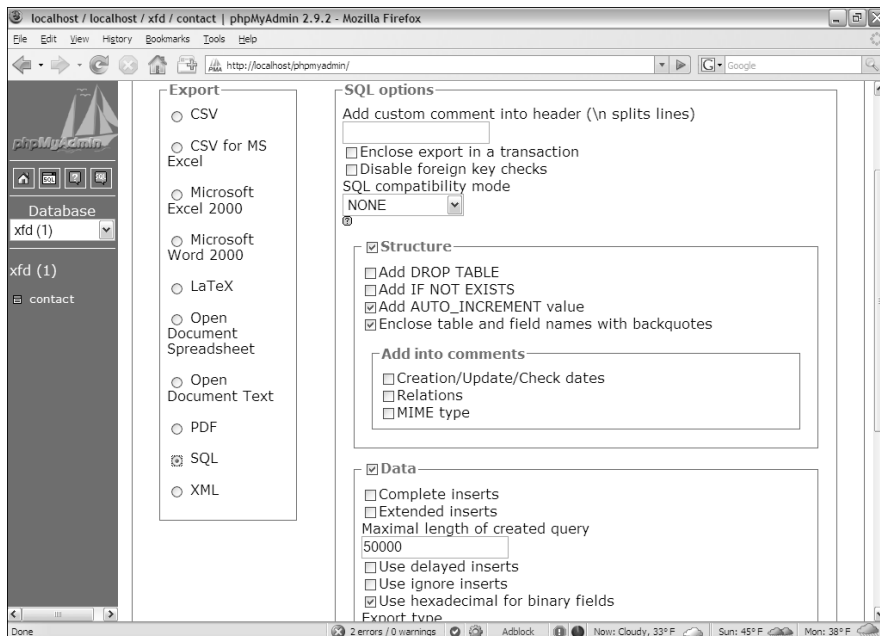 localhost / localhost / xfd / contact | phpMyAdmin 2.9.2 - Mozilla Firefox
File Edit View History Bookmarks Tools Help
PMA http://localhost/phpmyadmin/
G Google
phpMyAdmin
SQL
Database
xfd (1)
xfd (1)
contact
Export
CSV
CSV for MS
Excel
Microsoft
Excel 2000
Microsoft
Word 2000
LaTeX
Open
Document
Spreadsheet
Open
Document Text
PDF
SQL
XML
SQL options
Add custom comment into header (\n splits lines)
Enclose export in a transaction
Disable foreign key checks
SQL compatibility mode
NONE
Structure
Add DROP TABLE
Add IF NOT EXISTS
Add AUTO_INCREMENT value
Enclose table and field names with backquotes
Add into comments
Creation/Update/Check dates
Relations
MIME type
Data
Complete inserts
Extended inserts
Maximal length of created query
50000
Use delayed inserts
Use ignore inserts
Use hexadecimal for binary fields
Export type
Done
2 errors / 0 warnings
Adblock
Now: Cloudy, 33° F
Sun: 45° F
Mon: 38° F